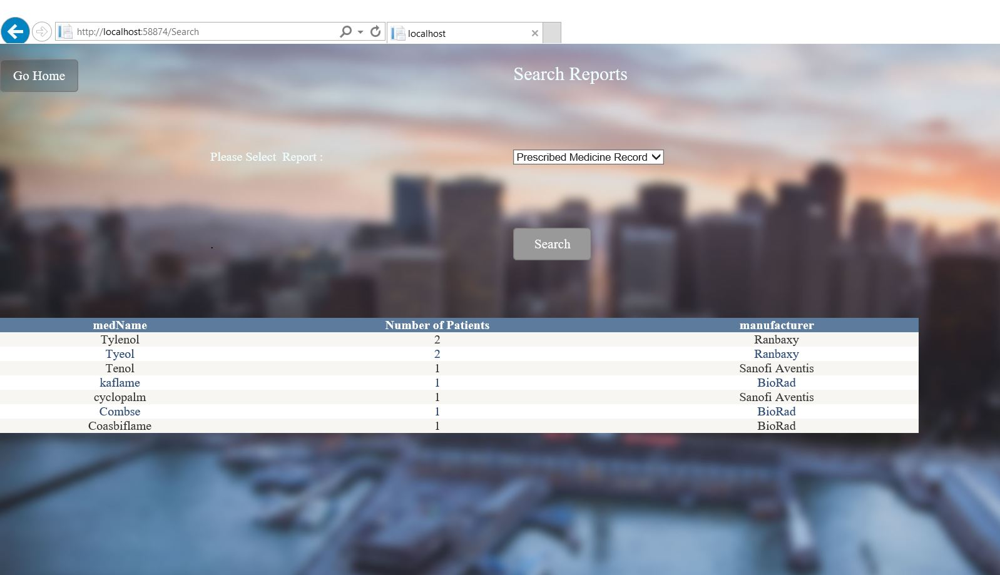 http://localhost:58874/Search
localhost
Go Home
Search Reports
Please Select Report :
Prescribed Medicine Record
.
Search
medName Number of Patients manufacturer
Tylenol 2 Ranbaxy
Tyeol 2 Ranbaxy
Tenol 1 Sanofi Aventis
kaflame 1 BioRad
cyclopalm 1 Sanofi Aventis
Combse 1 BioRad
Coasbiflame 1 BioRad